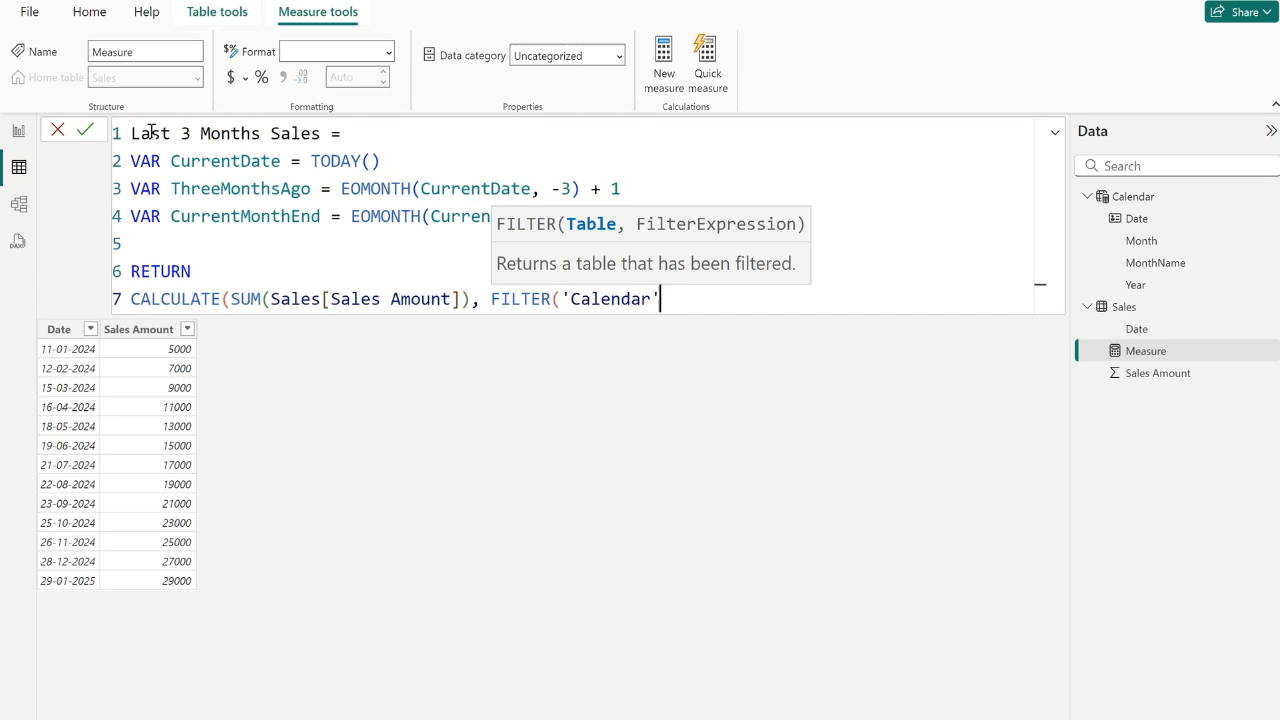 File Home Help Table tools Measure tools Share
Name Measure
Home table Sales
Structure
$% Format
$ % 9 .00 Auto
Formatting
Data category Uncategorized
Properties
New measure
Quick measure
Calculations
1 Last 3 Months Sales =
2 VAR CurrentDate = TODAY()
3 VAR ThreeMonthsAgo = EOMONTH(CurrentDate, -3) + 1
4 VAR CurrentMonthEnd = EOMONTH(Curren
5
6 RETURN
7 CALCULATE(SUM(Sales[Sales Amount]), FILTER('Calendar'
FILTER(Table, FilterExpression)
Returns a table that has been filtered.
Date Sales Amount
11-01-2024 5000
12-02-2024 7000
15-03-2024 9000
16-04-2024 11000
18-05-2024 13000
19-06-2024 15000
21-07-2024 17000
22-08-2024 19000
23-09-2024 21000
25-10-2024 23000
26-11-2024 25000
28-12-2024 27000
29-01-2025 29000
Data
Search
Calendar
Date
Month
MonthName
Year
Sales
Date
Measure
Sales Amount